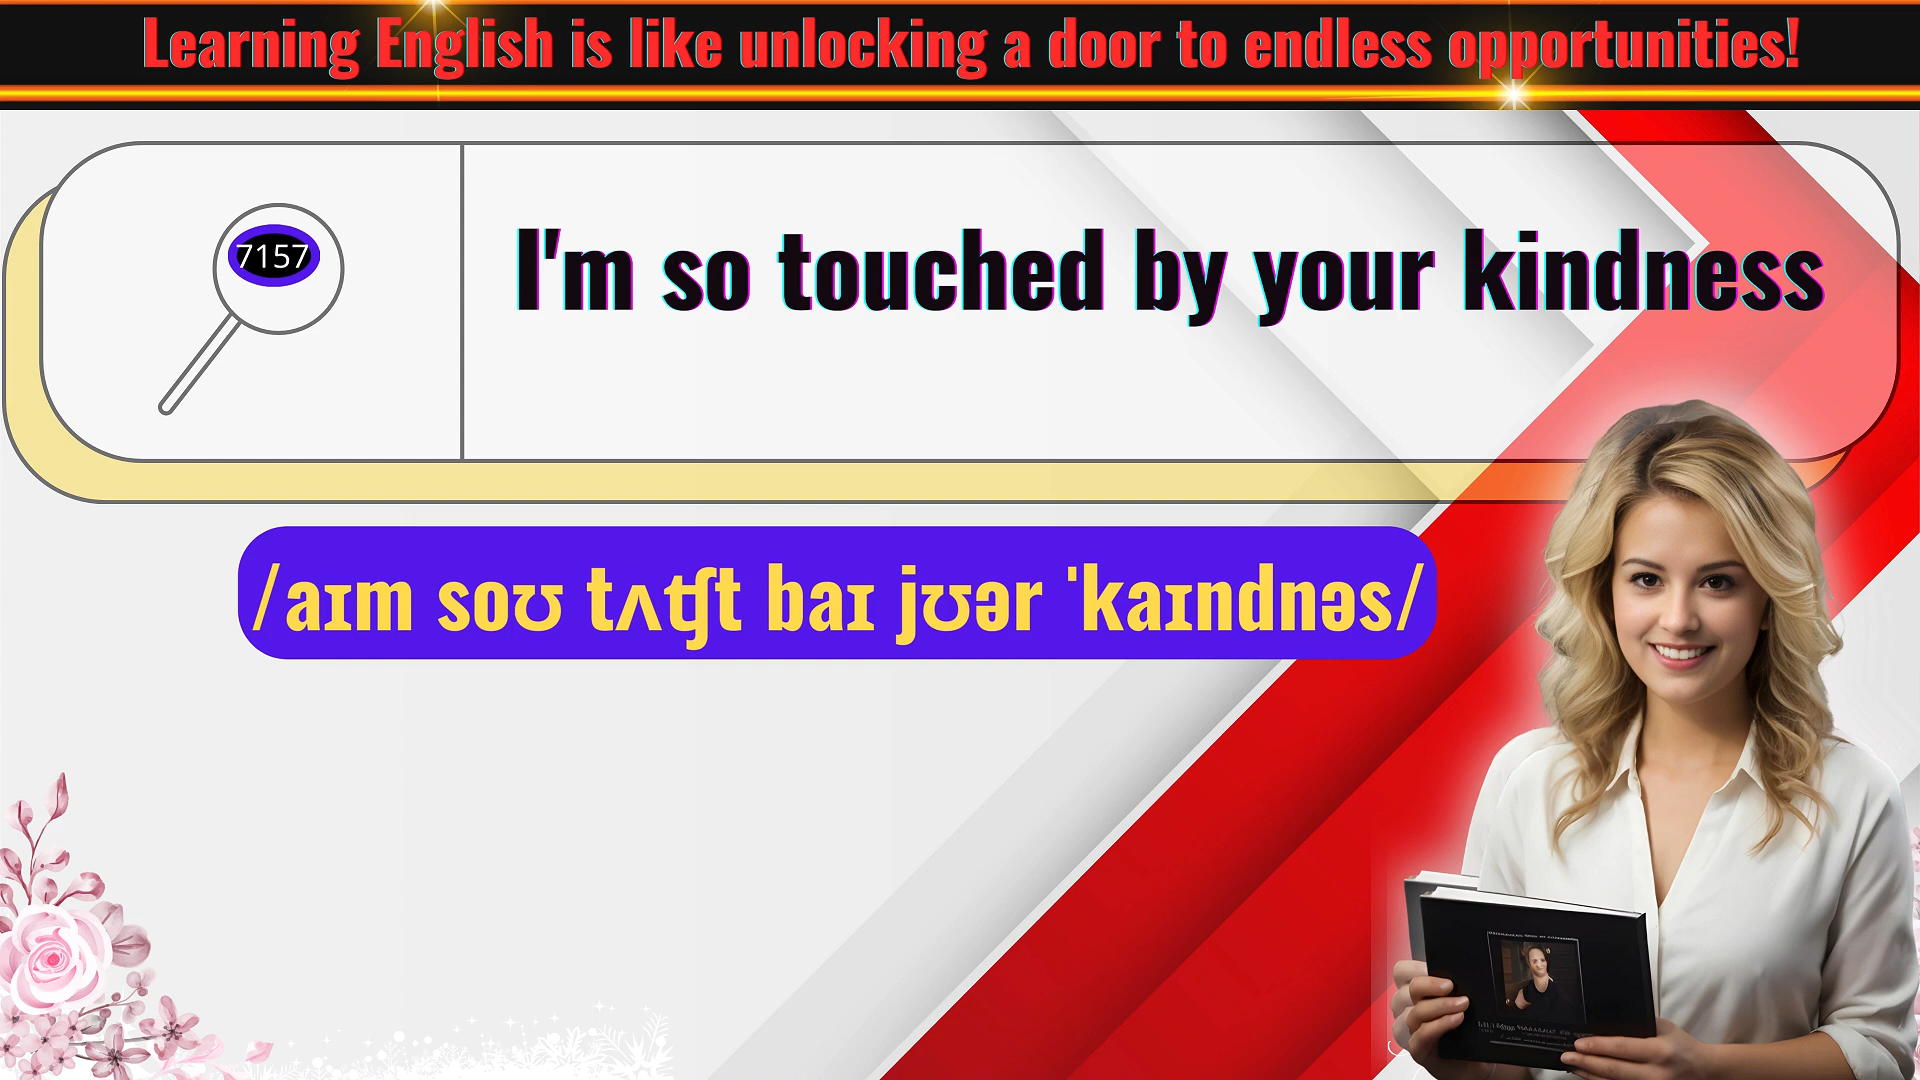 Learning English is like unlocking a door to endless opportunities!
7157
I'm so touched by your kindness
/aɪm soʊ tʌʧt baɪ jʊər ˈkaɪndnəs/